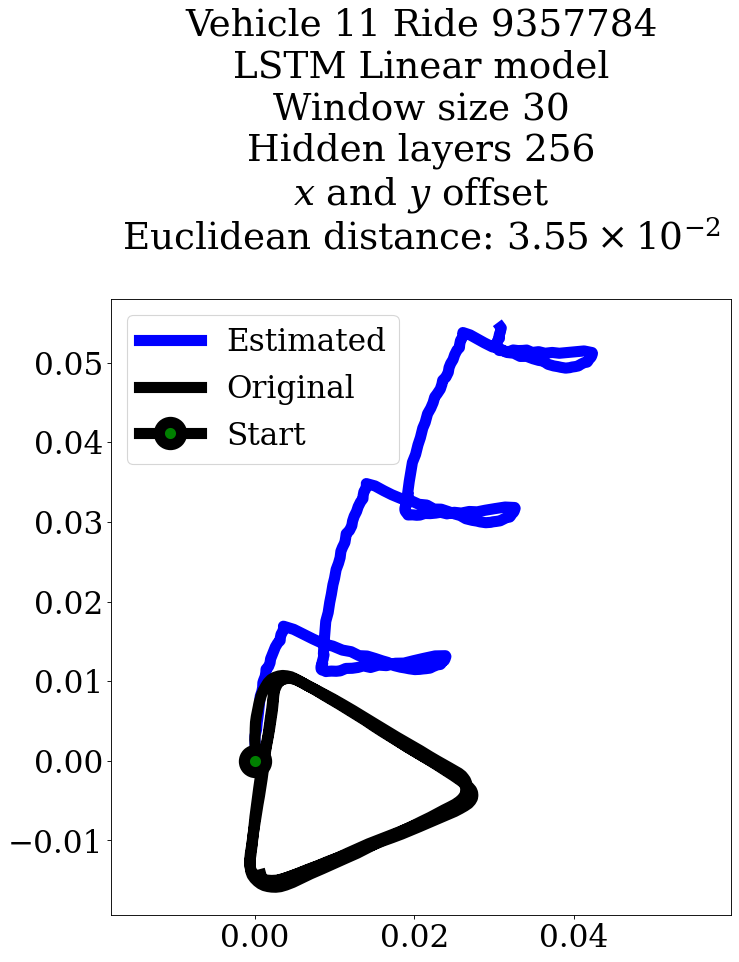 Vehicle 11 Ride 9357784
LSTM Linear model
Window size 30
Hidden layers 256
x and y offset
Euclidean distance: 3.55 × 10⁻²
Estimated
Original
Start
0.05
0.04
0.03
0.02
0.01
0.00
−0.01
0.00 0.02 0.04